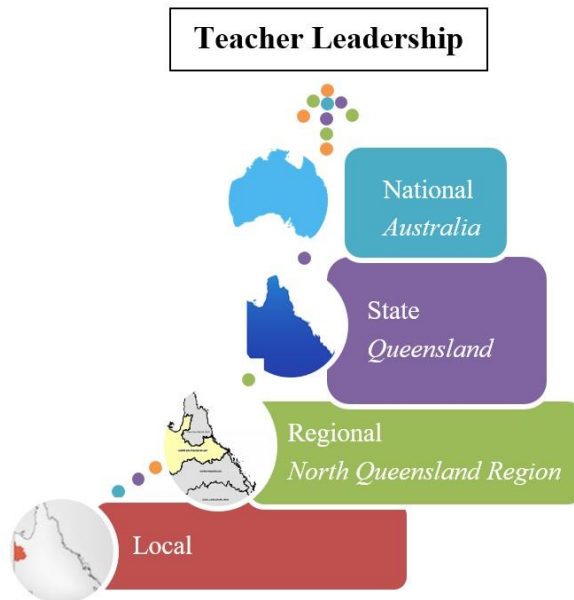 Teacher Leadership
National
Australia
State
Queensland
Regional
North Queensland Region
Local